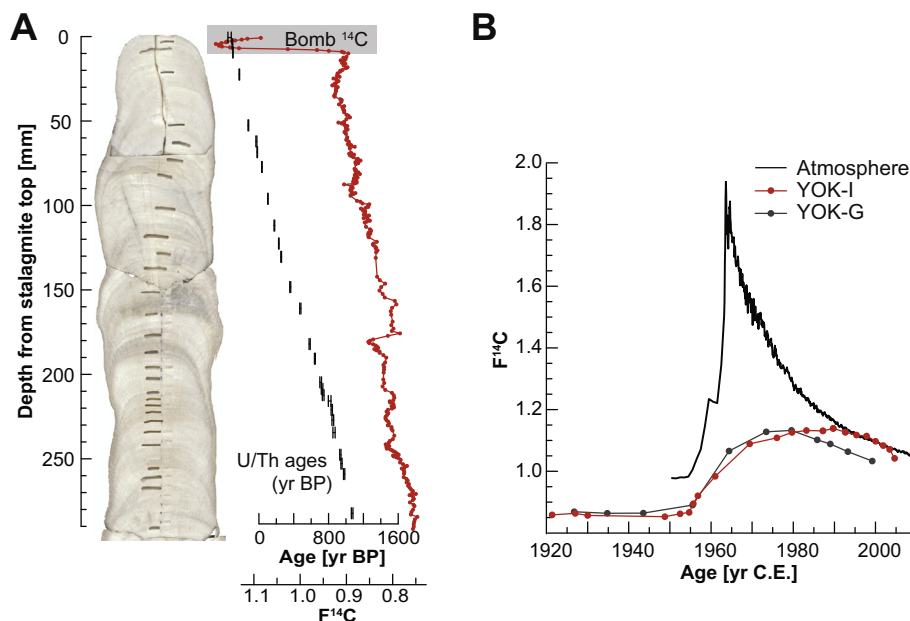 A
Depth from stalagmite top [mm]
0
50
100
150
200
250
Bomb ¹⁴C
U/Th ages
(yr BP)
0 800 1600
Age [yr BP]
1.1 1.0 0.9 0.8
F¹⁴C
B
Atmosphere
YOK-I
YOK-G
F¹⁴C
2.0
1.8
1.6
1.4
1.2
1.0
1920 1940 1960 1980 2000
Age [yr C.E.]